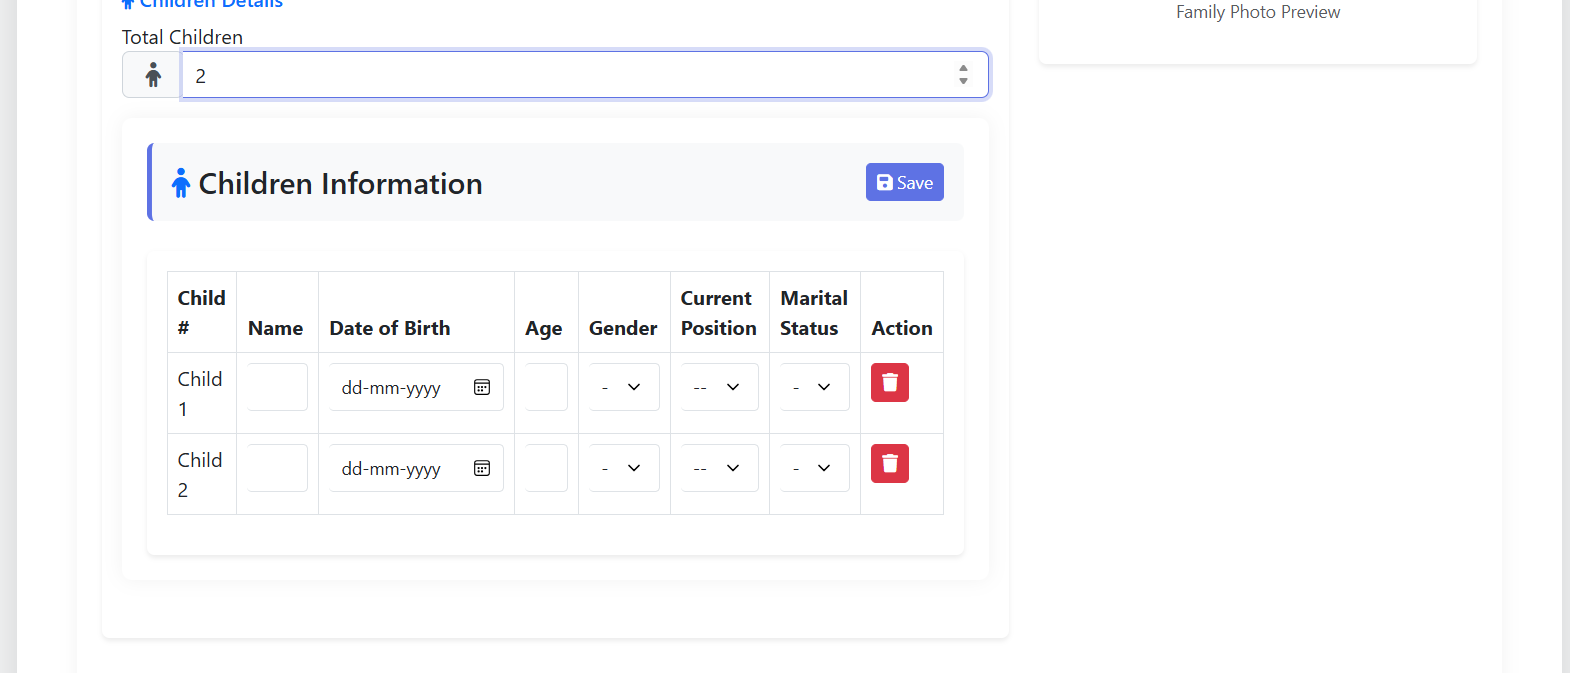 Children Details
Family Photo Preview
Total Children
2
Children Information
Save
Child # Name Date of Birth Age Gender Current Position Marital Status Action
Child 1 dd-mm-yyyy - -- -
Child 2 dd-mm-yyyy - -- -